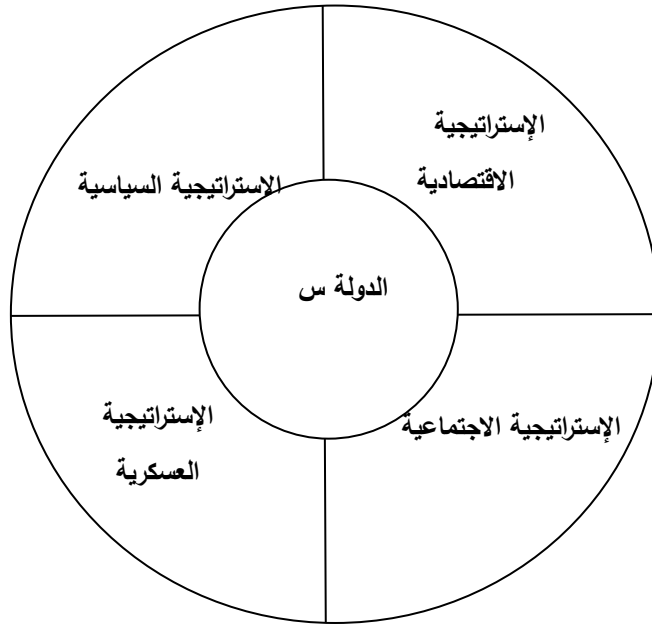 الإستراتيجية
الاقتصادية
الاستراتيجية السياسية
الدولة س
الإستراتيجية الاجتماعية
الإستراتيجية
العسكرية